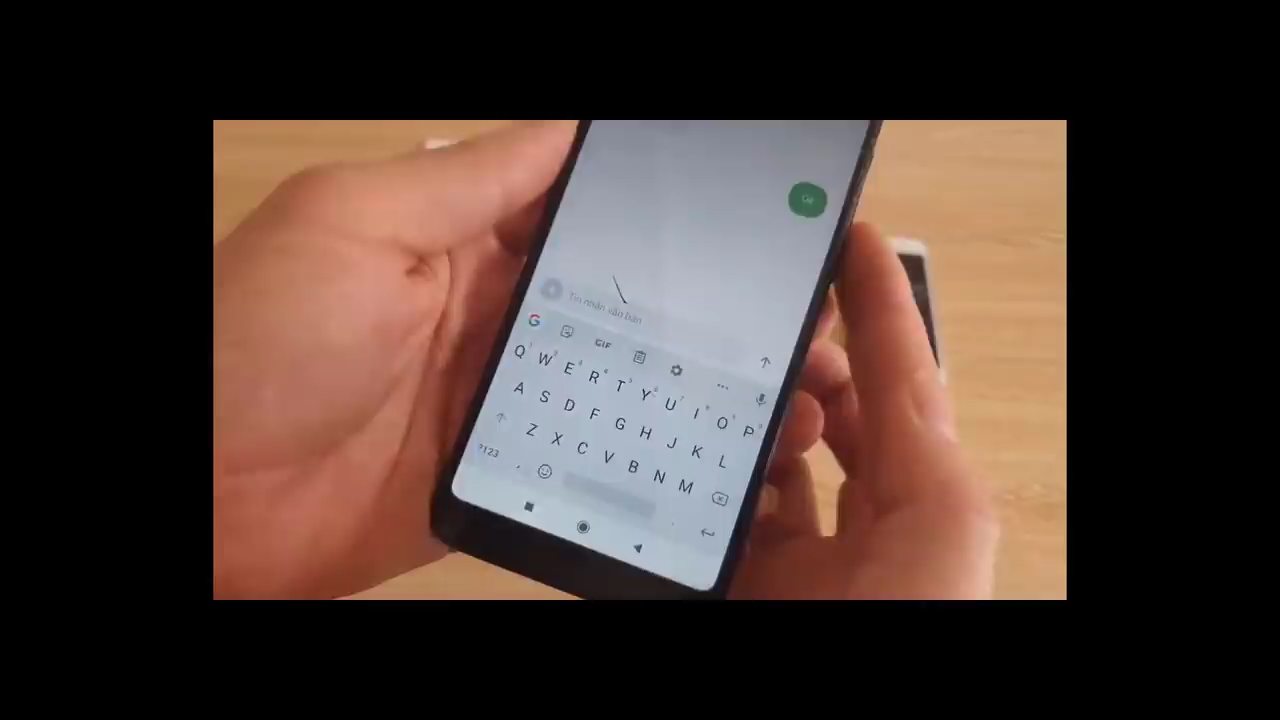 Tin nhắn văn bản
G GIF
Q W E R T Y U I O P
A S D F G H J K L
Z X C V B N M
?123 , .